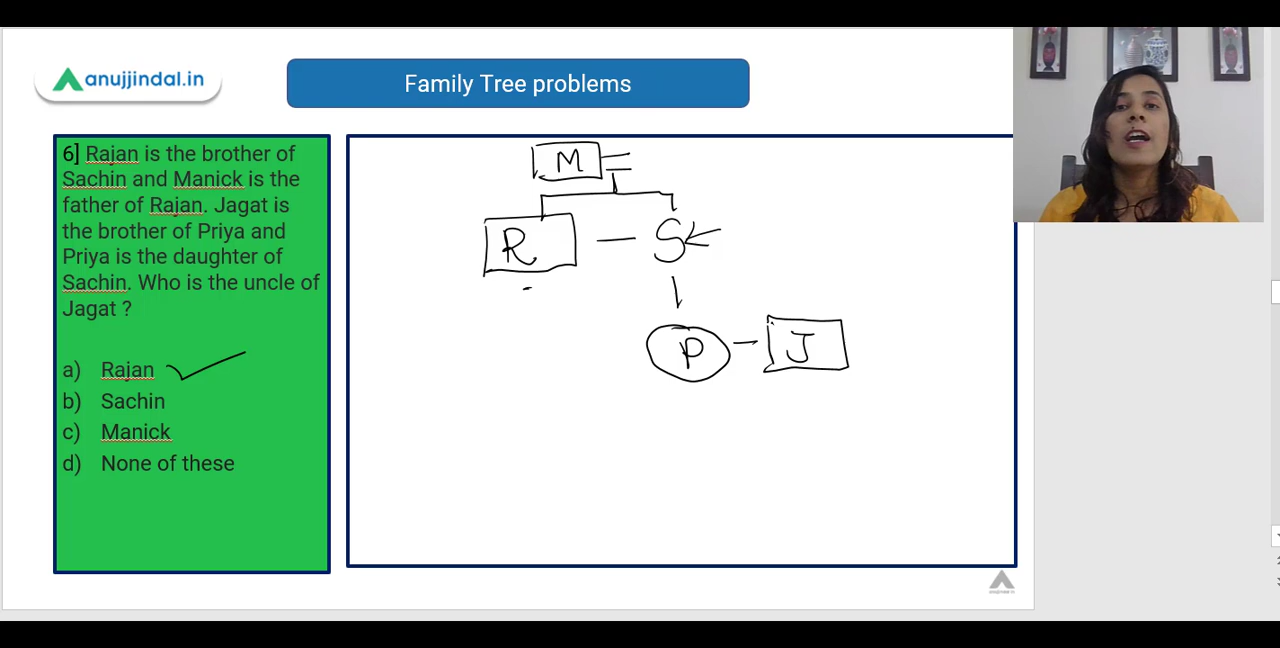 anujjindal.in
Family Tree problems
6] Rajan is the brother of
Sachin and Manick is the
father of Rajan. Jagat is
the brother of Priya and
Priya is the daughter of
Sachin. Who is the uncle of
Jagat ?
a) Rajan
b) Sachin
c) Manick
d) None of these
M
R
S
P
J